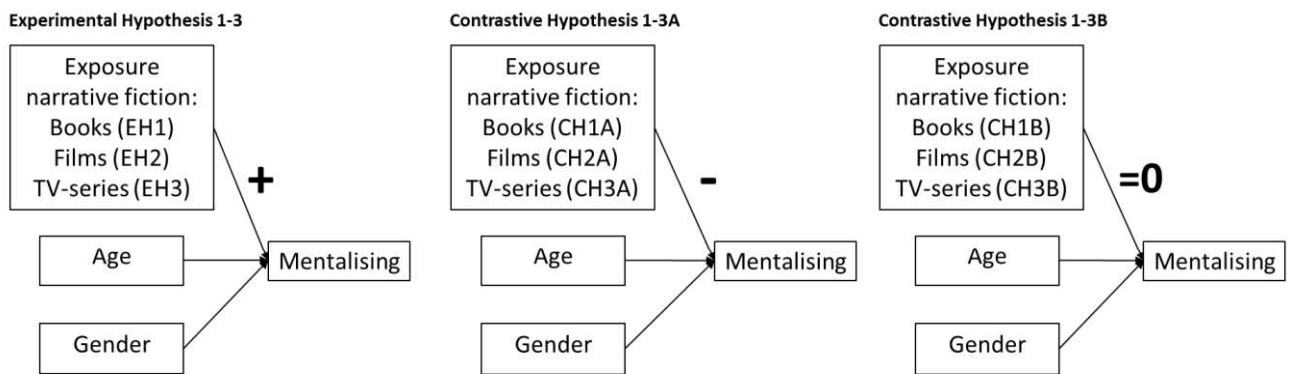 Experimental Hypothesis 1-3
Exposure
narrative fiction:
Books (EH1)
Films (EH2)
TV-series (EH3)
+
Age
Mentalising
Gender
Contrastive Hypothesis 1-3A
Exposure
narrative fiction:
Books (CH1A)
Films (CH2A)
TV-series (CH3A)
-
Age
Mentalising
Gender
Contrastive Hypothesis 1-3B
Exposure
narrative fiction:
Books (CH1B)
Films (CH2B)
TV-series (CH3B)
=0
Age
Mentalising
Gender